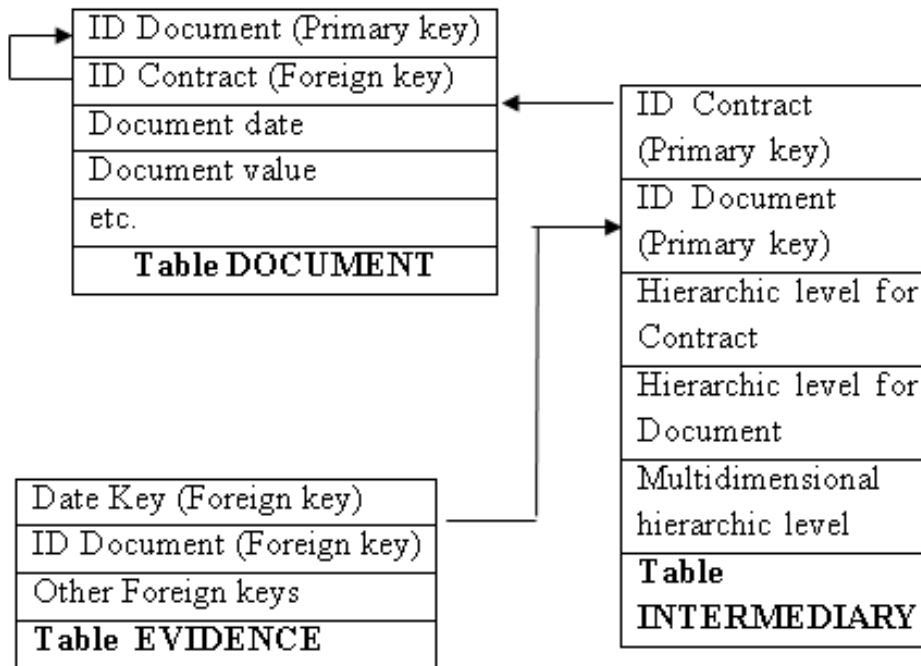 ID Document (Primary key)
ID Contract (Foreign key)
Document date
Document value
etc.
Table DOCUMENT
ID Contract
(Primary key)
ID Document
(Primary key)
Hierarchic level for
Contract
Hierarchic level for
Document
Multidimensional
hierarchic level
Table
INTERMEDIARY
Date Key (Foreign key)
ID Document (Foreign key)
Other Foreign keys
Table EVIDENCE